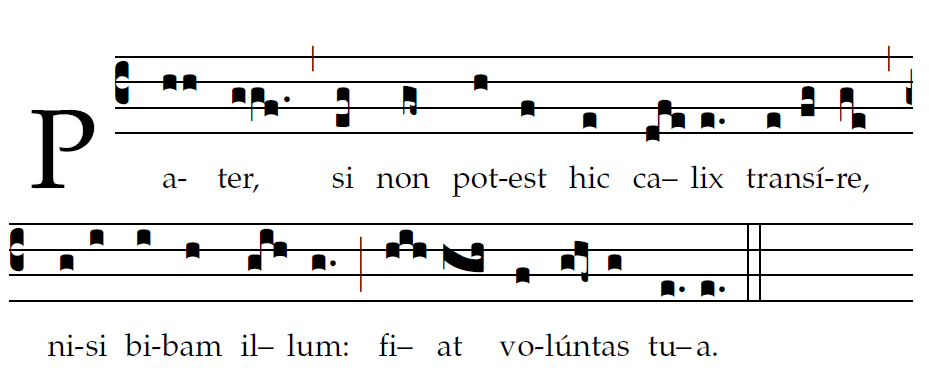 Pa- ter, si non pot-est hic ca– lix transí-re,
ni-si bi-bam il– lum: fi– at vo-lúntas tu– a.